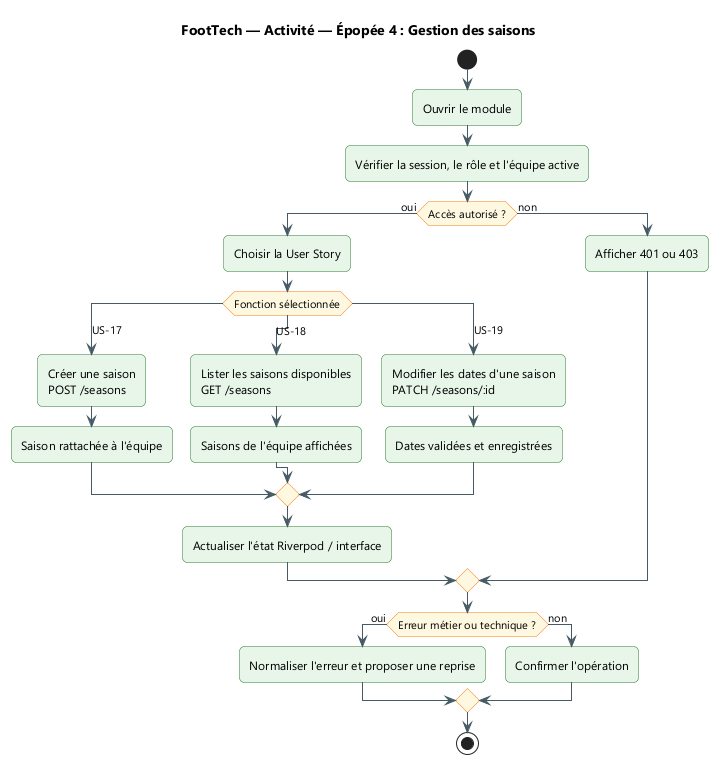 FootTech — Activité — Épopée 4 : Gestion des saisons
Ouvrir le module
Vérifier la session, le rôle et l'équipe active
oui
Accès autorisé ?
non
Choisir la User Story
Afficher 401 ou 403
Fonction sélectionnée
US-17
US-18
US-19
Créer une saison
POST /seasons
Lister les saisons disponibles
GET /seasons
Modifier les dates d'une saison
PATCH /seasons/:id
Saison rattachée à l'équipe
Saisons de l'équipe affichées
Dates validées et enregistrées
Actualiser l'état Riverpod / interface
oui
Erreur métier ou technique ?
non
Normaliser l'erreur et proposer une reprise
Confirmer l'opération